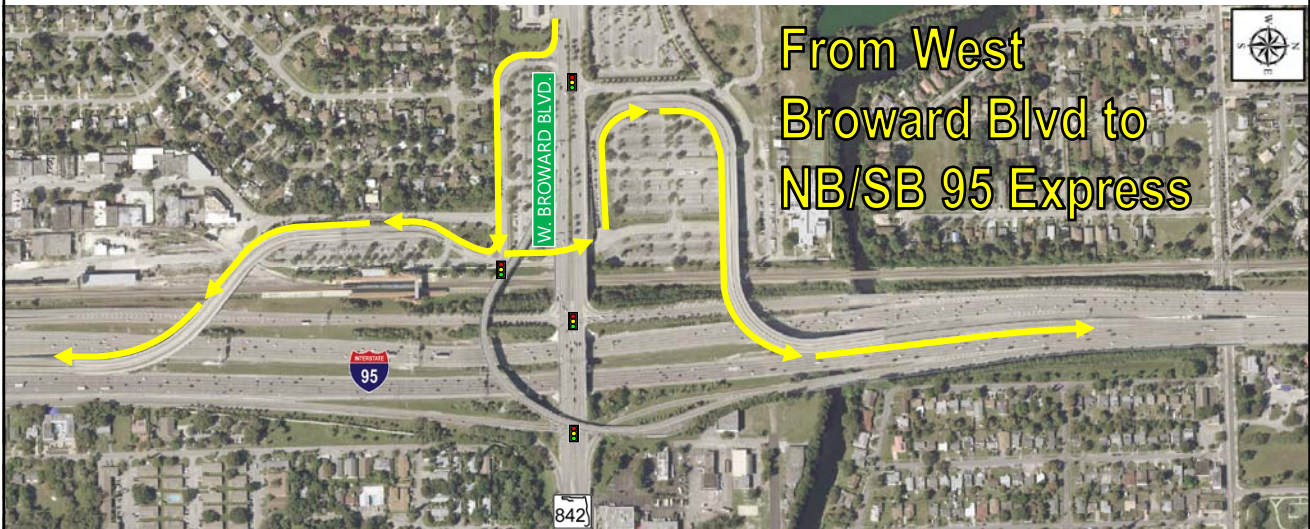 From West
Broward Blvd to
NB/SB 95 Express
W. BROWARD BLVD.
INTERSTATE
95
842
W
S
N
E